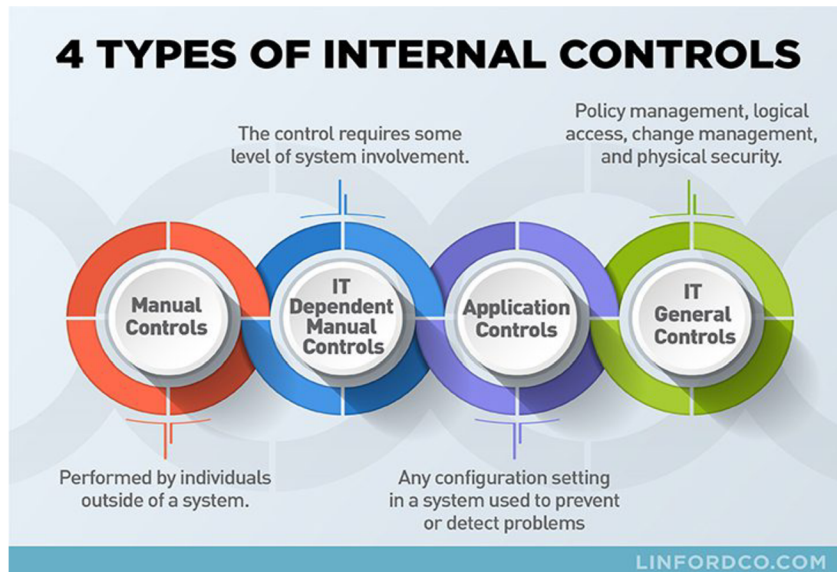 4 TYPES OF INTERNAL CONTROLS
The control requires some
level of system involvement.
Policy management, logical
access, change management,
and physical security.
Manual
Controls
IT
Dependent
Manual
Controls
Application
Controls
IT
General
Controls
Performed by individuals
outside of a system.
Any configuration setting
in a system used to prevent
or detect problems
LINFORDCO.COM